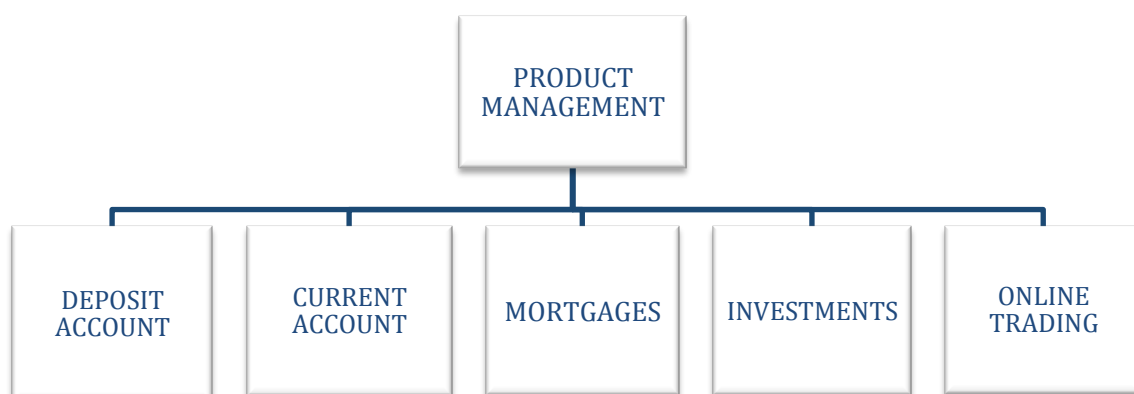 PRODUCT
MANAGEMENT
DEPOSIT
ACCOUNT
CURRENT
ACCOUNT
MORTGAGES
INVESTMENTS
ONLINE
TRADING